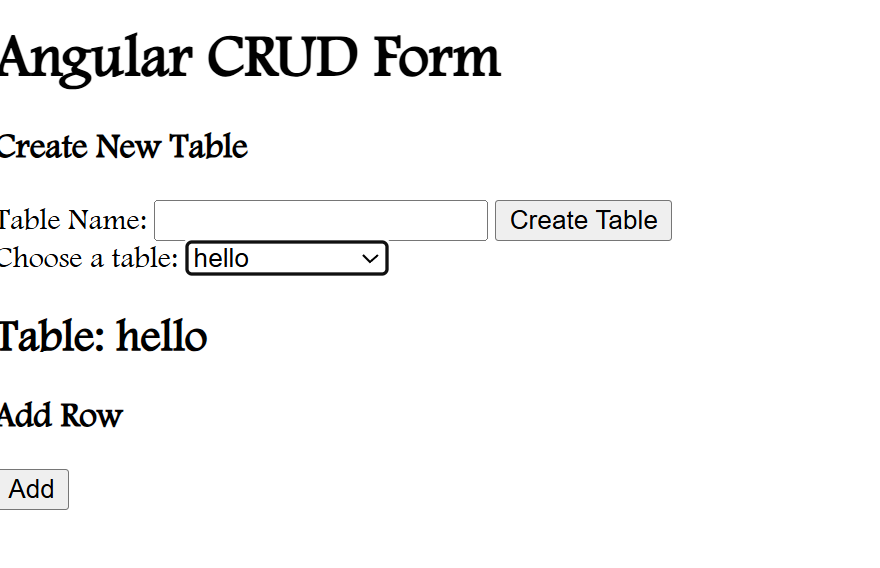 Angular CRUD Form
Create New Table
Table Name: Create Table
Choose a table: hello
Table: hello
Add Row
Add